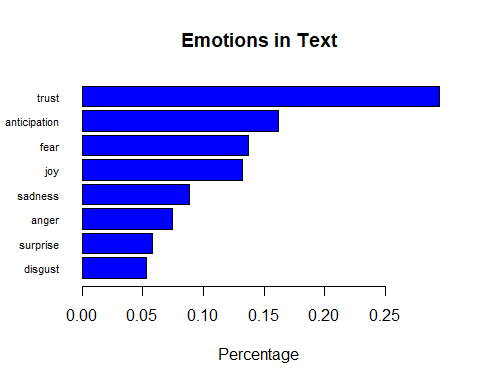 Emotions in Text
trust
anticipation
fear
joy
sadness
anger
surprise
disgust
0.00 0.05 0.10 0.15 0.20 0.25
Percentage